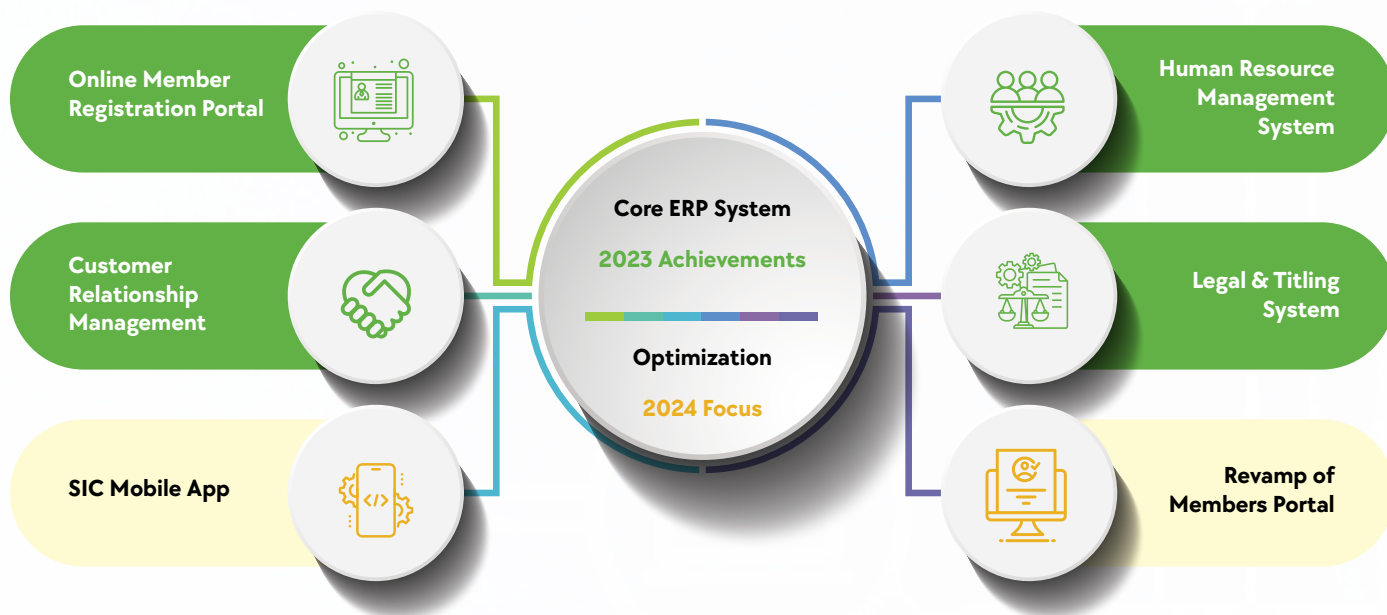 Online Member
Registration Portal
Customer
Relationship
Management
SIC Mobile App
Core ERP System
2023 Achievements
Optimization
2024 Focus
</>
Human Resource
Management
System
Legal & Titling
System
Revamp of
Members Portal